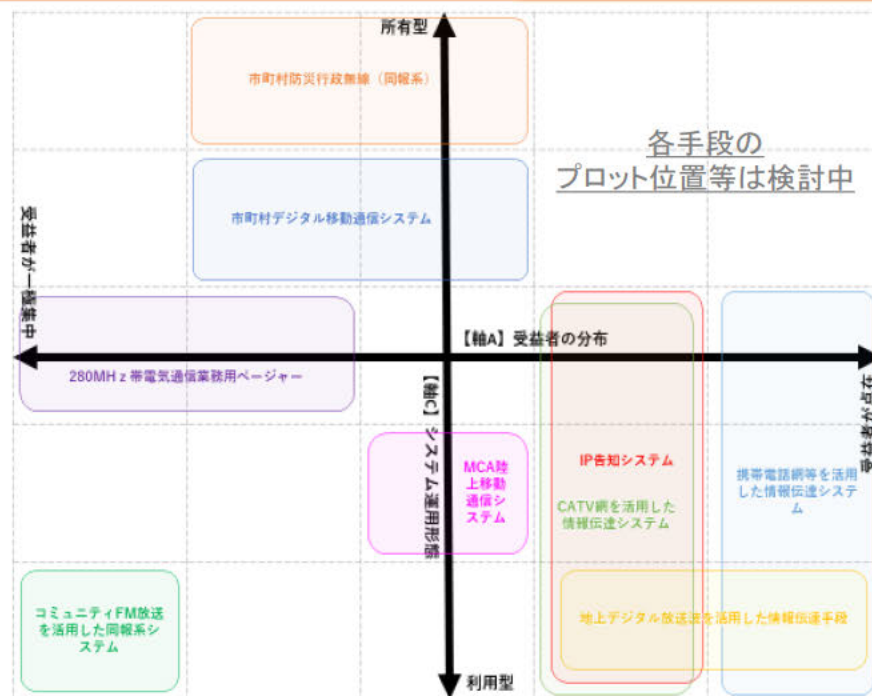 所有型
市町村防災行政無線（同報系）
各手段の
プロット位置等は検討中
市町村デジタル移動通信システム
受益者が一極集中
【軸A】受益者の分布
280MHｚ帯電気通信業務用ページャー
【軸C】システム運用形態
MCA陸
上移動
通信シ
ステム
IP告知システム
CATV網を活用した
情報伝達システム
携帯電話網等を活用
した情報伝達システ
ム
コミュニティFM放送
を活用した同報系シ
ステム
地上デジタル放送波を活用した情報伝達手段
利用型